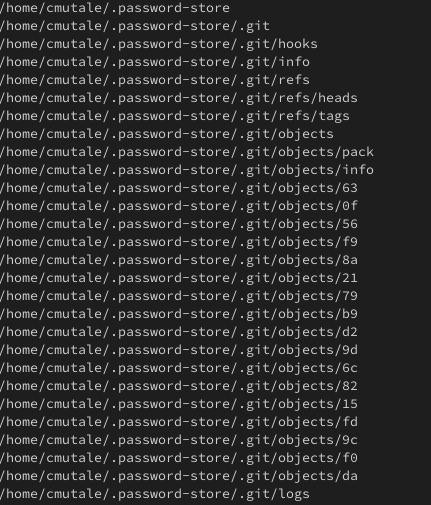 /home/cmutale/.password-store
/home/cmutale/.password-store/.git
/home/cmutale/.password-store/.git/hooks
/home/cmutale/.password-store/.git/info
/home/cmutale/.password-store/.git/refs
/home/cmutale/.password-store/.git/refs/heads
/home/cmutale/.password-store/.git/refs/tags
/home/cmutale/.password-store/.git/objects
/home/cmutale/.password-store/.git/objects/pack
/home/cmutale/.password-store/.git/objects/info
/home/cmutale/.password-store/.git/objects/63
/home/cmutale/.password-store/.git/objects/0f
/home/cmutale/.password-store/.git/objects/56
/home/cmutale/.password-store/.git/objects/f9
/home/cmutale/.password-store/.git/objects/8a
/home/cmutale/.password-store/.git/objects/21
/home/cmutale/.password-store/.git/objects/79
/home/cmutale/.password-store/.git/objects/b9
/home/cmutale/.password-store/.git/objects/d2
/home/cmutale/.password-store/.git/objects/9d
/home/cmutale/.password-store/.git/objects/6c
/home/cmutale/.password-store/.git/objects/82
/home/cmutale/.password-store/.git/objects/15
/home/cmutale/.password-store/.git/objects/fd
/home/cmutale/.password-store/.git/objects/9c
/home/cmutale/.password-store/.git/objects/f0
/home/cmutale/.password-store/.git/objects/da
/home/cmutale/.password-store/.git/logs